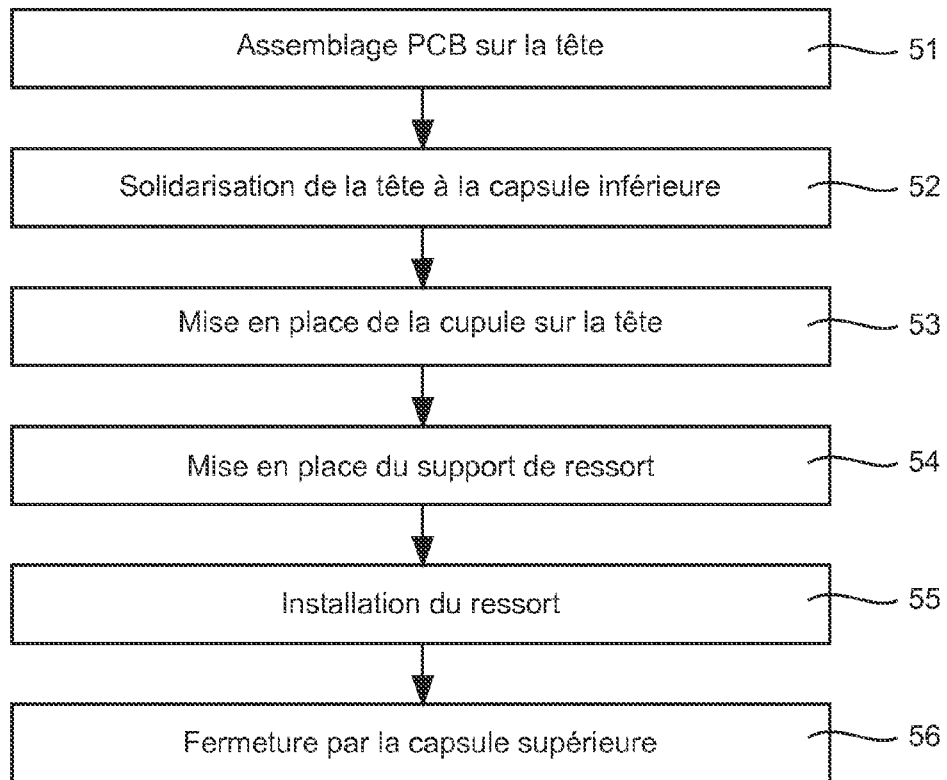 Assemblage PCB sur la tête 51
Solidarisation de la tête à la capsule inférieure 52
Mise en place de la cupule sur la tête 53
Mise en place du support de ressort 54
Installation du ressort 55
Fermeture par la capsule supérieure 56